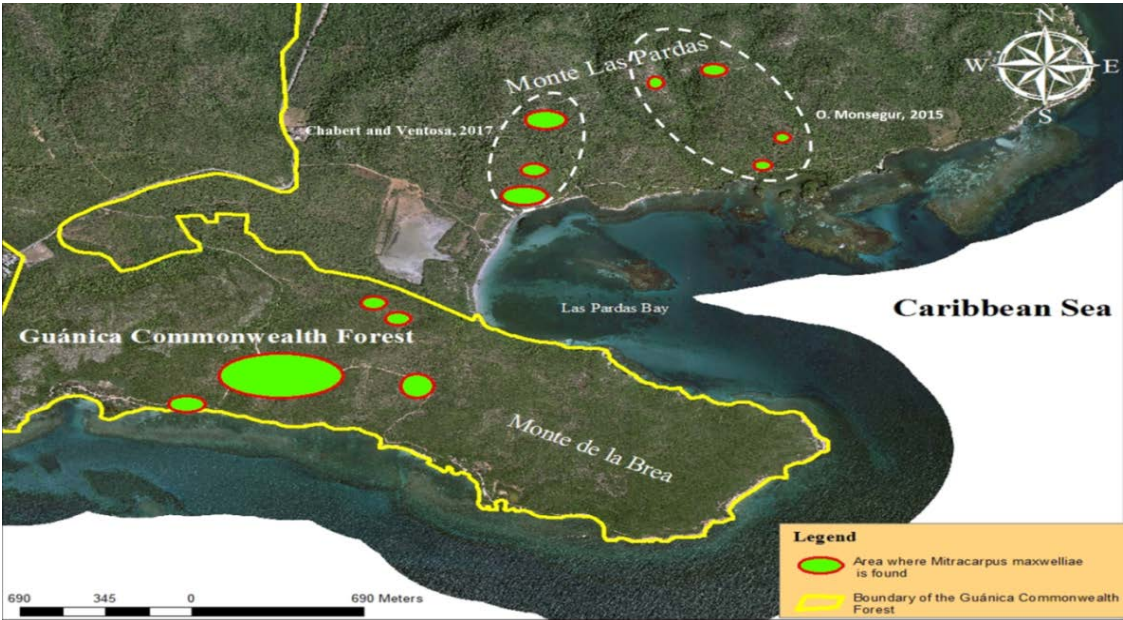 N
W E
S
Monte Las Pardas
O. Monsegur, 2015
Chabert and Ventosa, 2017
Las Pardas Bay
Caribbean Sea
Guánica Commonwealth Forest
Monte de la Brea
Legend
Area where Mitracarpus maxwelliae
is found
Boundary of the Guánica Commonwealth
Forest
690 345 0 690 Meters